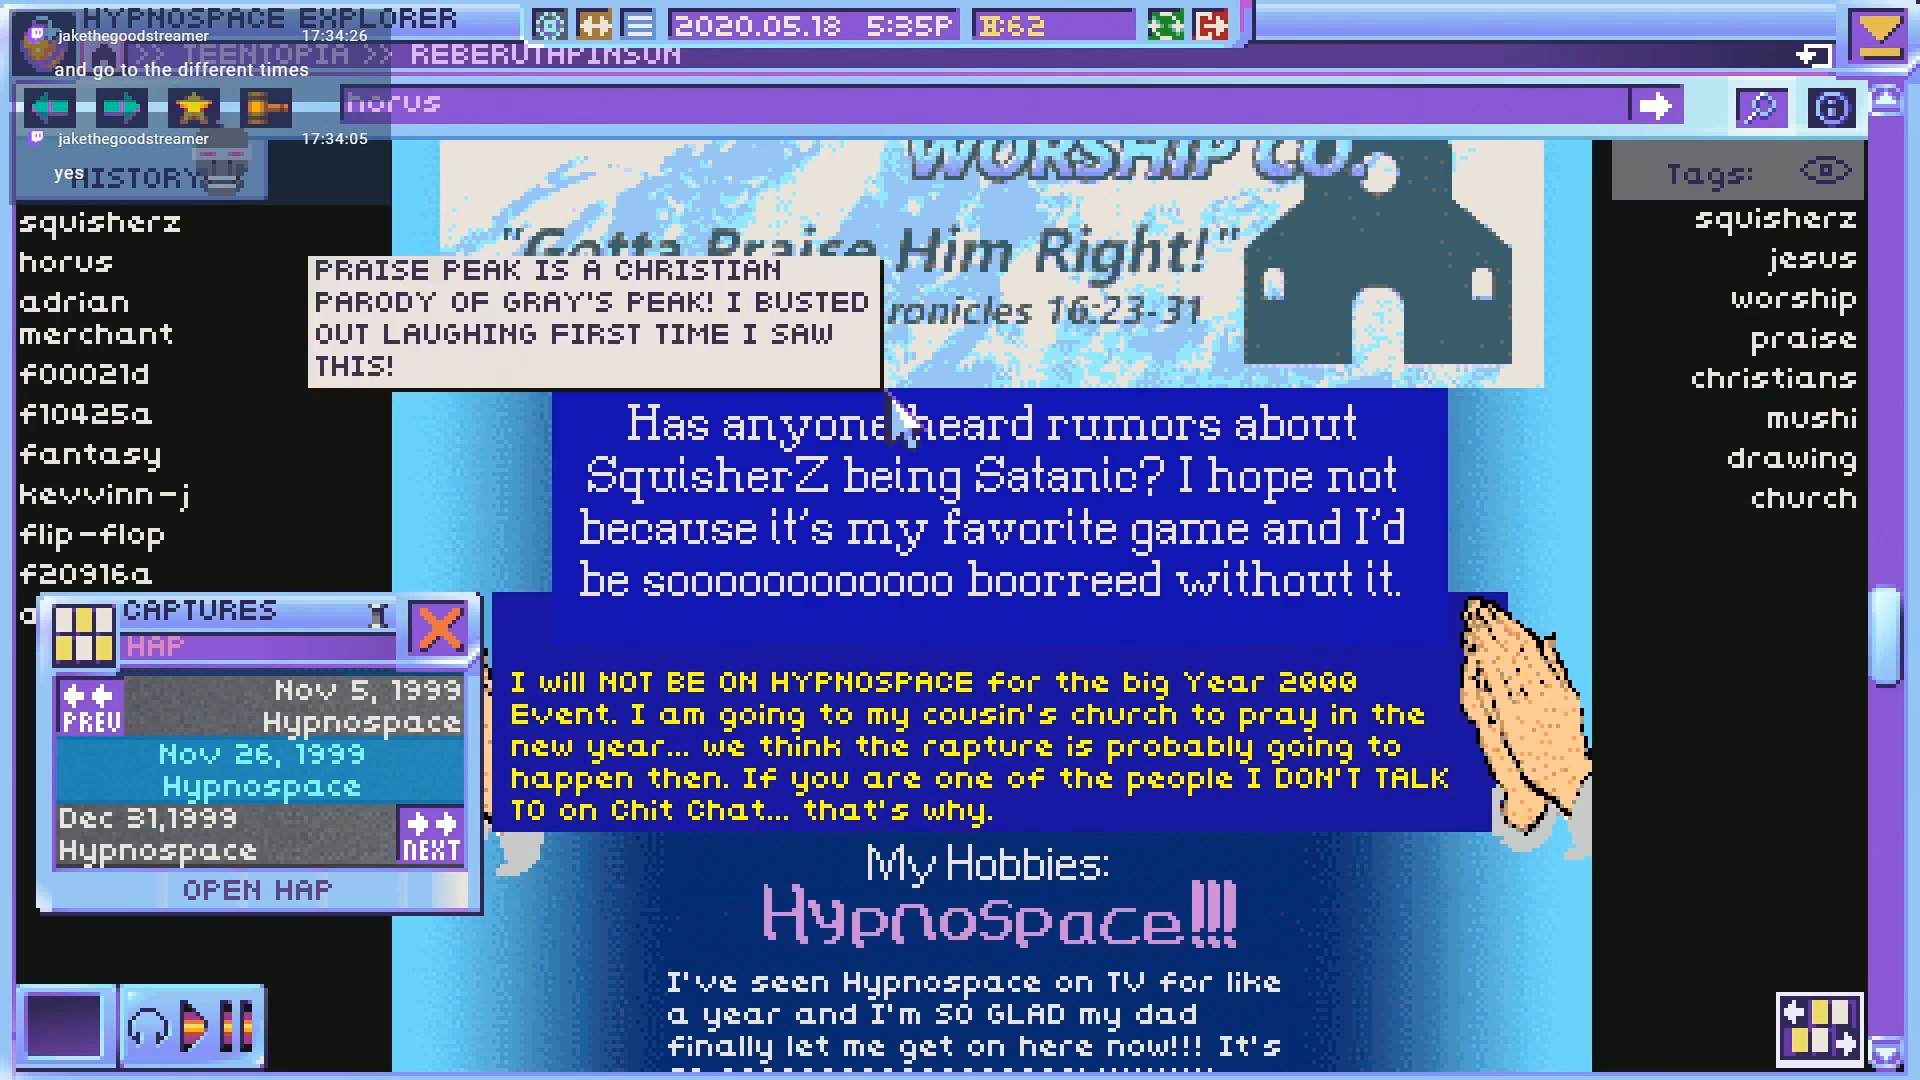 HYPNOSPACE EXPLORER
2020.05.18 5:35P
62
jakethegoodstreamer 17:34:26
>> TEENTOPIA >> REBERUTAPINSUN
and go to the different times
horus
jakethegoodstreamer 17:34:05
yes
HISTORY
squisherz
horus
adrian
merchant
f00021d
f10425a
fantasy
kevvinn-j
flip-flop
f20916a
WORSHIP CO.
"Gotta Praise Him Right!"
ronicles 16:23-31
PRAISE PEAK IS A CHRISTIAN
PARODY OF GRAY'S PEAK! I BUSTED
OUT LAUGHING FIRST TIME I SAW
THIS!
Has anyone heard rumors about
SquisherZ being Satanic? I hope not
because it's my favorite game and I'd
be soooooooooooo boorreed without it.
I will NOT BE ON HYPNOSPACE for the big Year 2000
Event. I am going to my cousin's church to pray in the
new year... we think the rapture is probably going to
happen then. If you are one of the people I DON'T TALK
TO on Chit Chat... that's why.
My Hobbies:
Hypnospace!!!
I've seen Hypnospace on TV for like
a year and I'm SO GLAD my dad
finally let me get on here now!!! It's
Tags:
squisherz
jesus
worship
praise
christians
mushi
drawing
church
CAPTURES
HAP
PREV
Nov 5, 1999
Hypnospace
Nov 26, 1999
Hypnospace
Dec 31,1999
Hypnospace
NEXT
OPEN HAP